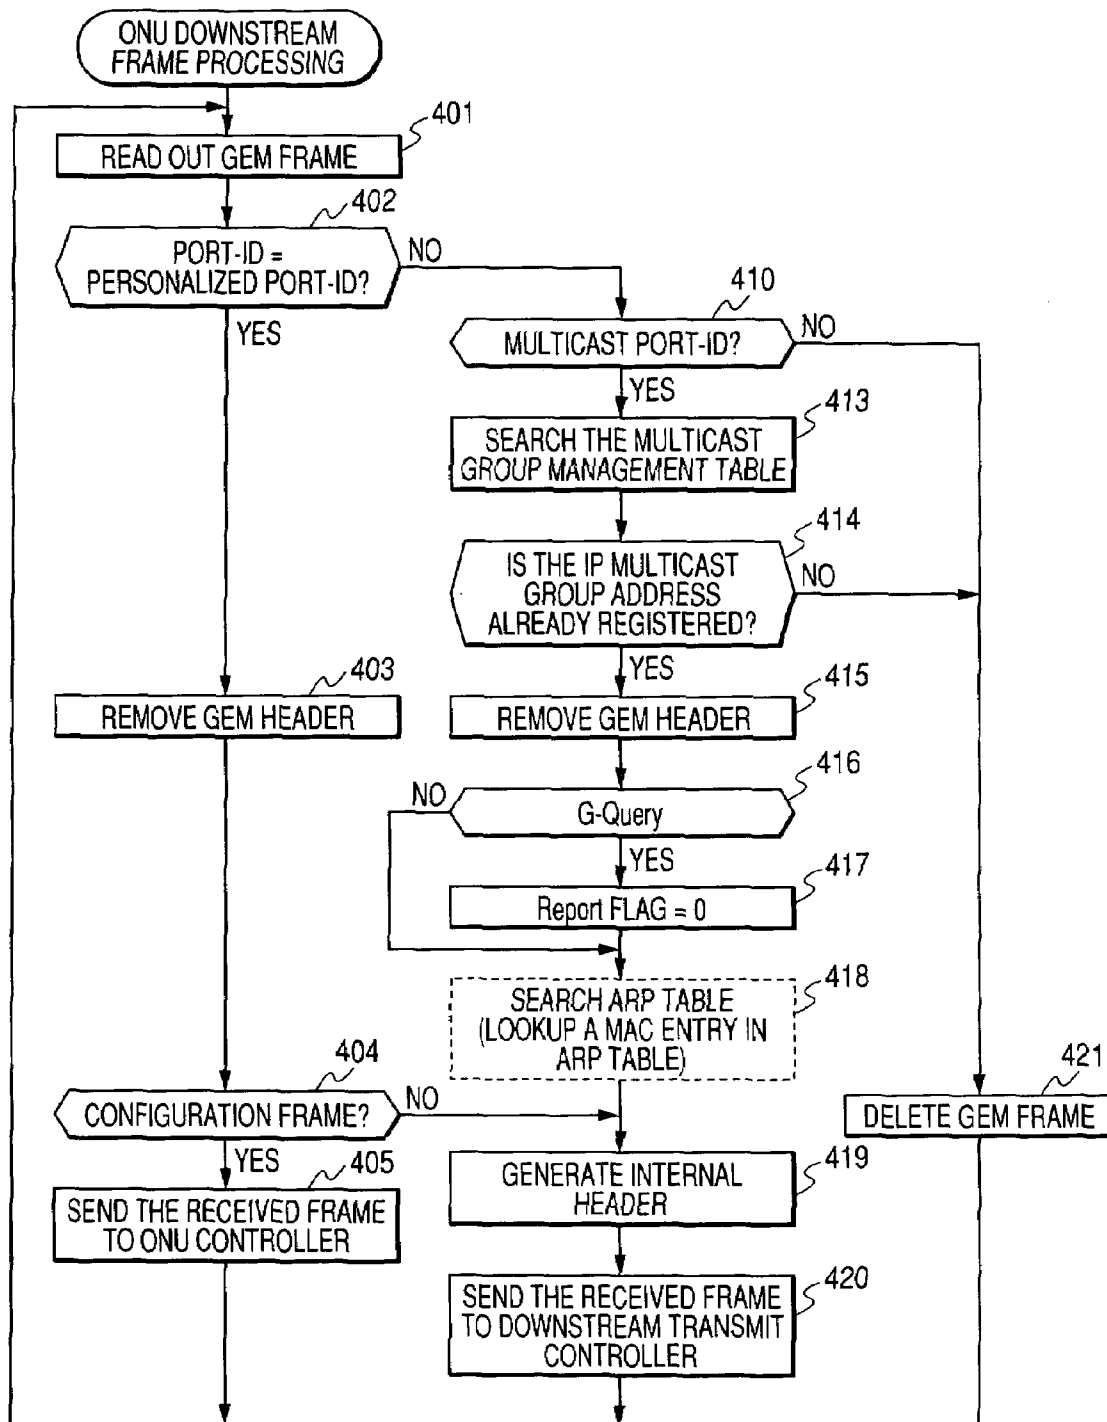 ONU DOWNSTREAM
FRAME PROCESSING
401
READ OUT GEM FRAME
402
PORT-ID =
PERSONALIZED PORT-ID?
NO
YES
410
MULTICAST PORT-ID?
NO
YES
413
SEARCH THE MULTICAST
GROUP MANAGEMENT TABLE
414
IS THE IP MULTICAST
GROUP ADDRESS
ALREADY REGISTERED?
NO
YES
403
REMOVE GEM HEADER
415
REMOVE GEM HEADER
416
NO
G-Query
YES
417
Report FLAG = 0
418
SEARCH ARP TABLE
(LOOKUP A MAC ENTRY IN
ARP TABLE)
404
CONFIGURATION FRAME?
NO
YES
421
DELETE GEM FRAME
405
SEND THE RECEIVED FRAME
TO ONU CONTROLLER
419
GENERATE INTERNAL
HEADER
420
SEND THE RECEIVED FRAME
TO DOWNSTREAM TRANSMIT
CONTROLLER